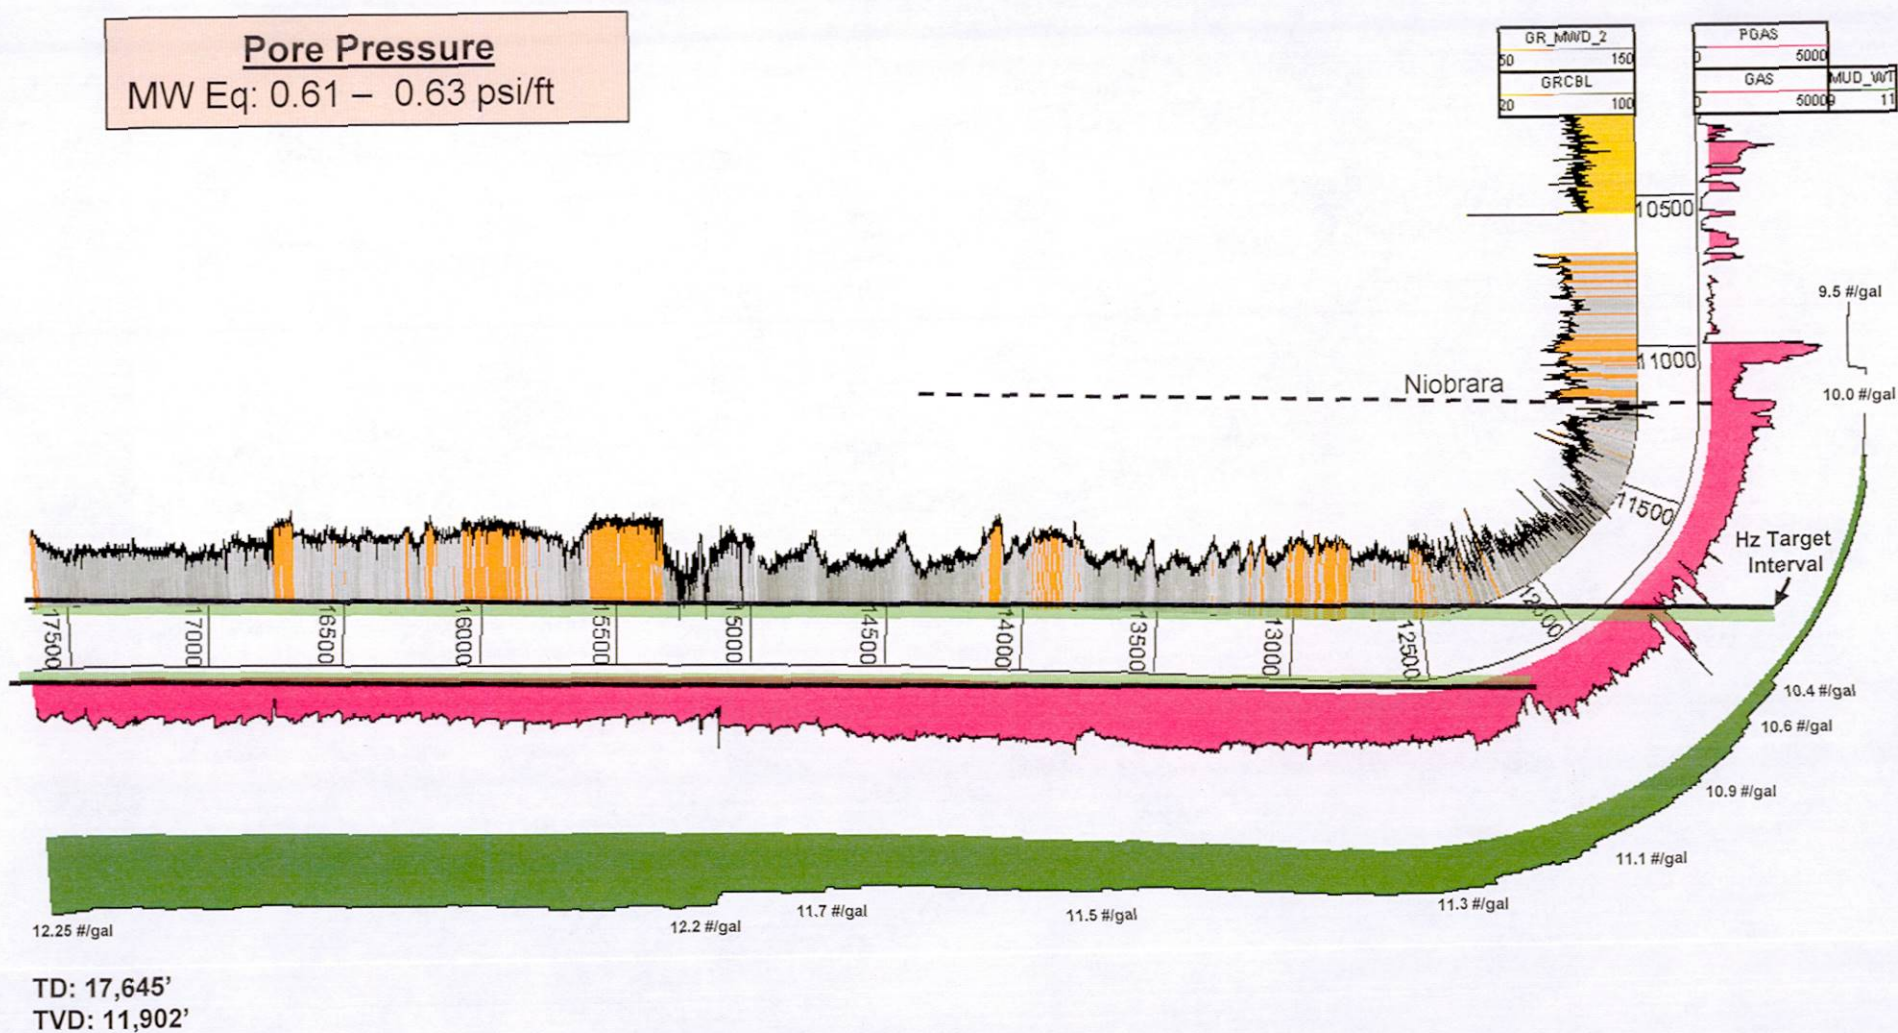 Pore Pressure
MW Eq: 0.61 – 0.63 psi/ft
GR_MWD_2
50 150
GRCBL
20 100
PGAS
0 5000
GAS
0 5000
MUD_WT
9 11
10500
9.5 #/gal
11000
Niobrara
10.0 #/gal
11500
Hz Target
Interval
12000
17500
17000
16500
16000
15500
15000
14500
14000
13500
13000
12500
10.4 #/gal
10.6 #/gal
10.9 #/gal
11.1 #/gal
11.3 #/gal
11.5 #/gal
11.7 #/gal
12.2 #/gal
12.25 #/gal
TD: 17,645’
TVD: 11,902’